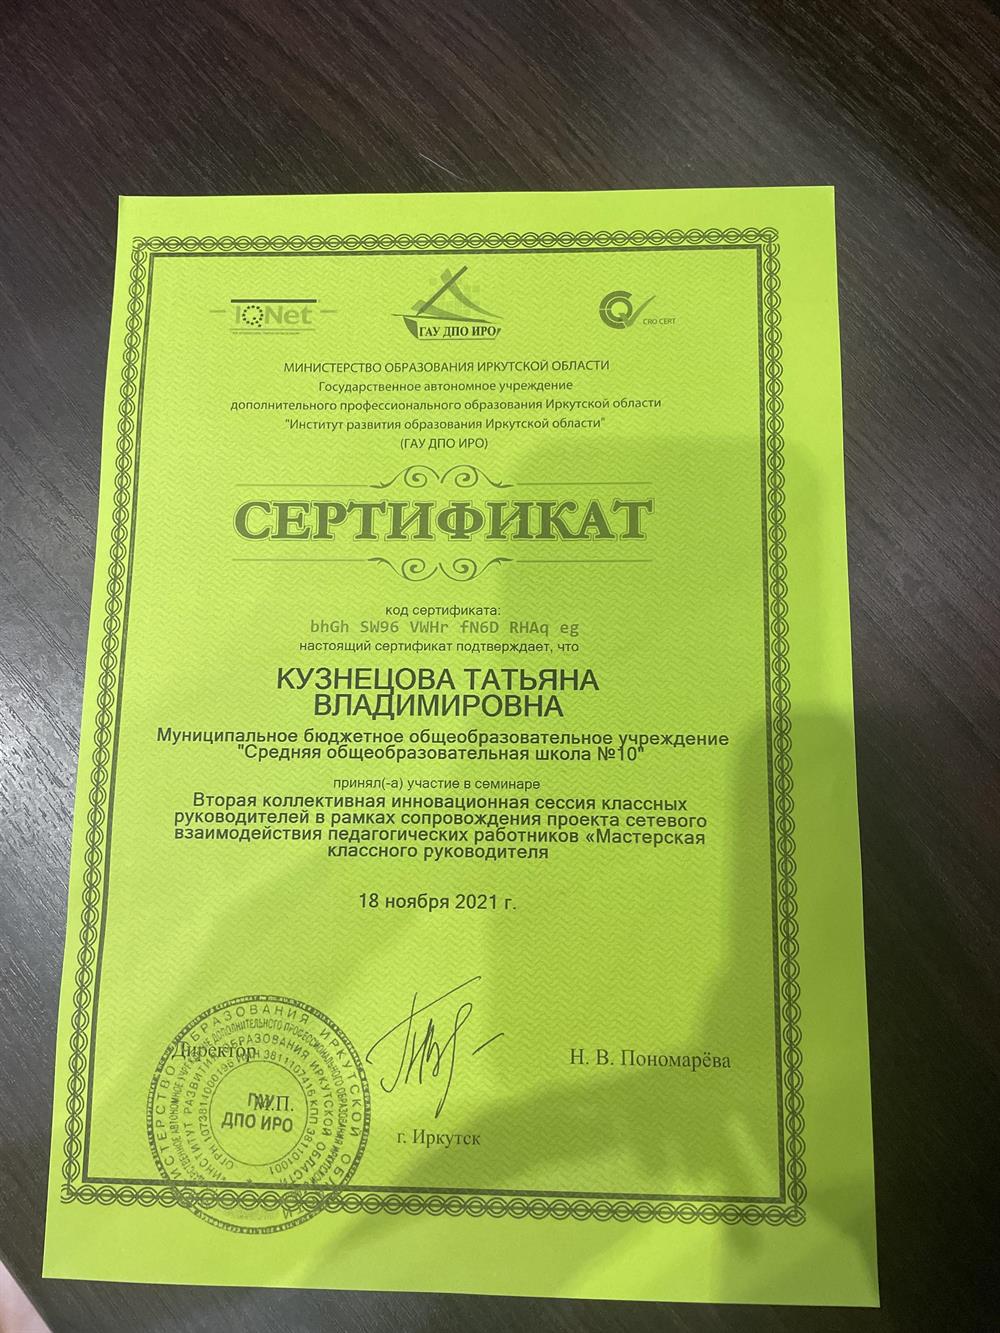 IQNet
ГАУ ДПО ИРО
CRO CERT
МИНИСТЕРСТВО ОБРАЗОВАНИЯ ИРКУТСКОЙ ОБЛАСТИ
Государственное автономное учреждение
дополнительного профессионального образования Иркутской области
"Институт развития образования Иркутской области"
(ГАУ ДПО ИРО)
СЕРТИФИКАТ
код сертификата:
bhGh SW96 VWHr fN6D RHAq eg
настоящий сертификат подтверждает, что
КУЗНЕЦОВА ТАТЬЯНА
ВЛАДИМИРОВНА
Муниципальное бюджетное общеобразовательное учреждение
"Средняя общеобразовательная школа №10"
принял(-а) участие в семинаре
Вторая коллективная инновационная сессия классных
руководителей в рамках сопровождения проекта сетевого
взаимодействия педагогических работников «Мастерская
классного руководителя
18 ноября 2021 г.
Директор
Н. В. Пономарёва
М.П.
ГАУ
ДПО ИРО
г. Иркутск